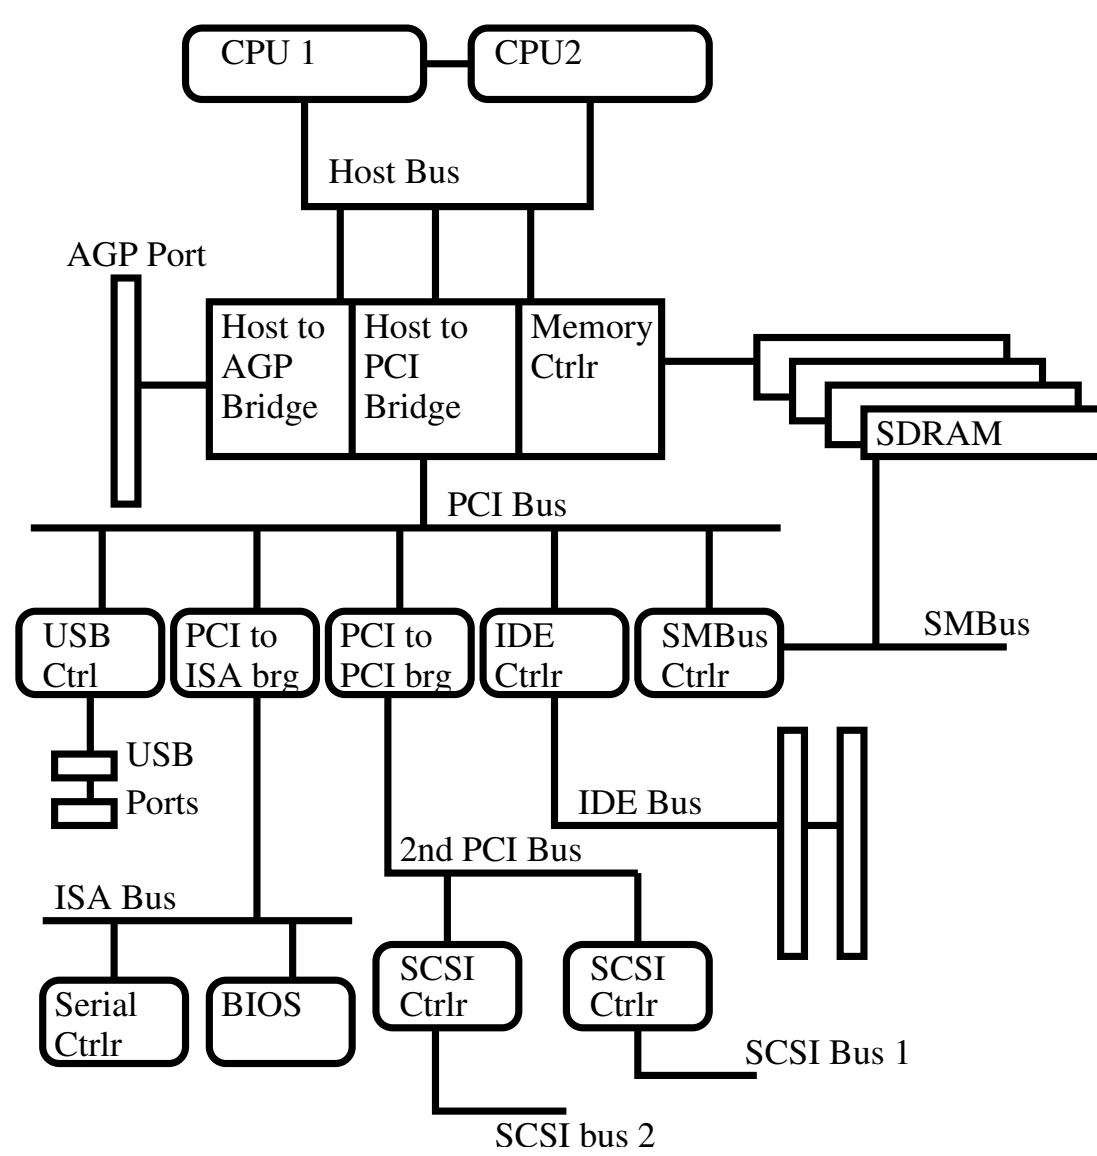 CPU 1
CPU2
Host Bus
AGP Port
Host to
AGP
Bridge
Host to
PCI
Bridge
Memory
Ctrlr
SDRAM
PCI Bus
USB
Ctrl
PCI to
ISA brg
PCI to
PCI brg
IDE
Ctrlr
SMBus
Ctrlr
SMBus
USB
Ports
IDE Bus
2nd PCI Bus
ISA Bus
Serial
Ctrlr
BIOS
SCSI
Ctrlr
SCSI
Ctrlr
SCSI Bus 1
SCSI bus 2